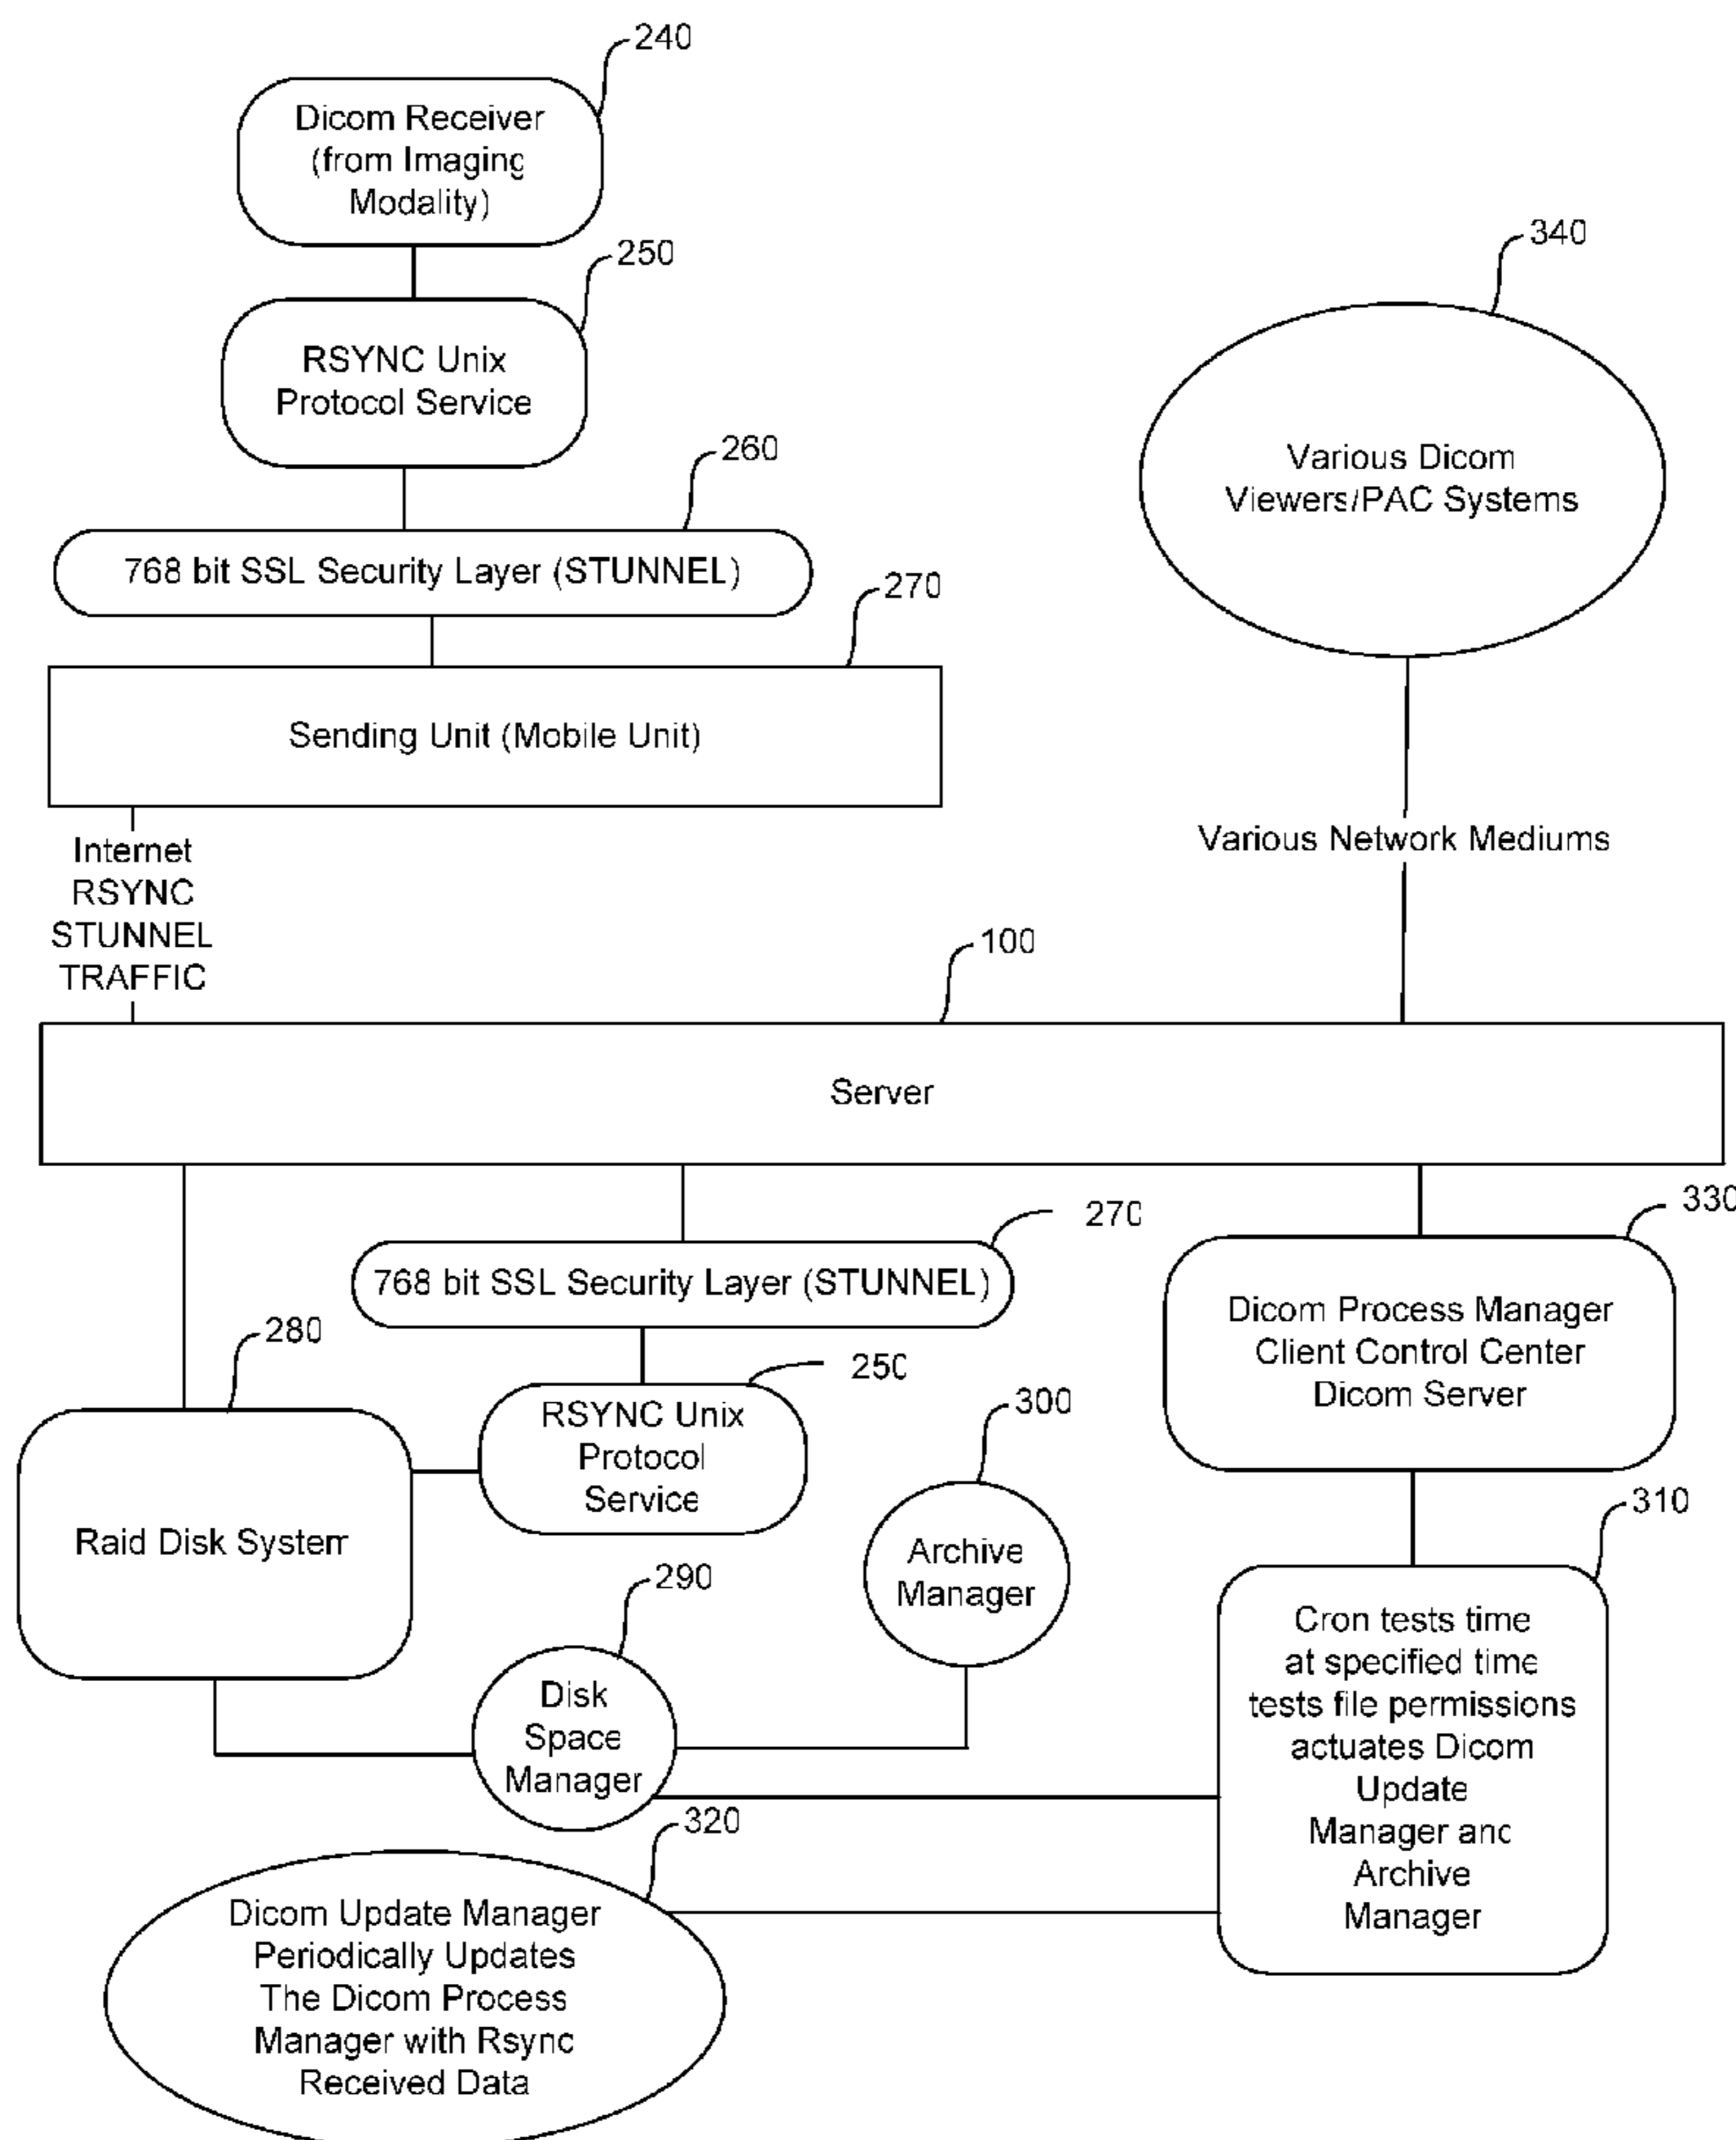 240
Dicom Receiver
(from Imaging
Modality)
250
RSYNC Unix
Protocol Service
260
768 bit SSL Security Layer (STUNNEL)
270
Sending Unit (Mobile Unit)
Internet
RSYNC
STUNNEL
TRAFFIC
340
Various Dicom
Viewers/PAC Systems
Various Network Mediums
100
Server
270
768 bit SSL Security Layer (STUNNEL)
330
Dicom Process Manager
Client Control Center
Dicom Server
280
Raid Disk System
250
RSYNC Unix
Protocol
Service
300
Archive
Manager
290
Disk
Space
Manager
310
Cron tests time
at specified time
tests file permissions
actuates Dicom
Update
Manager and
Archive
Manager
320
Dicom Update Manager
Periodically Updates
The Dicom Process
Manager with Rsync
Received Data